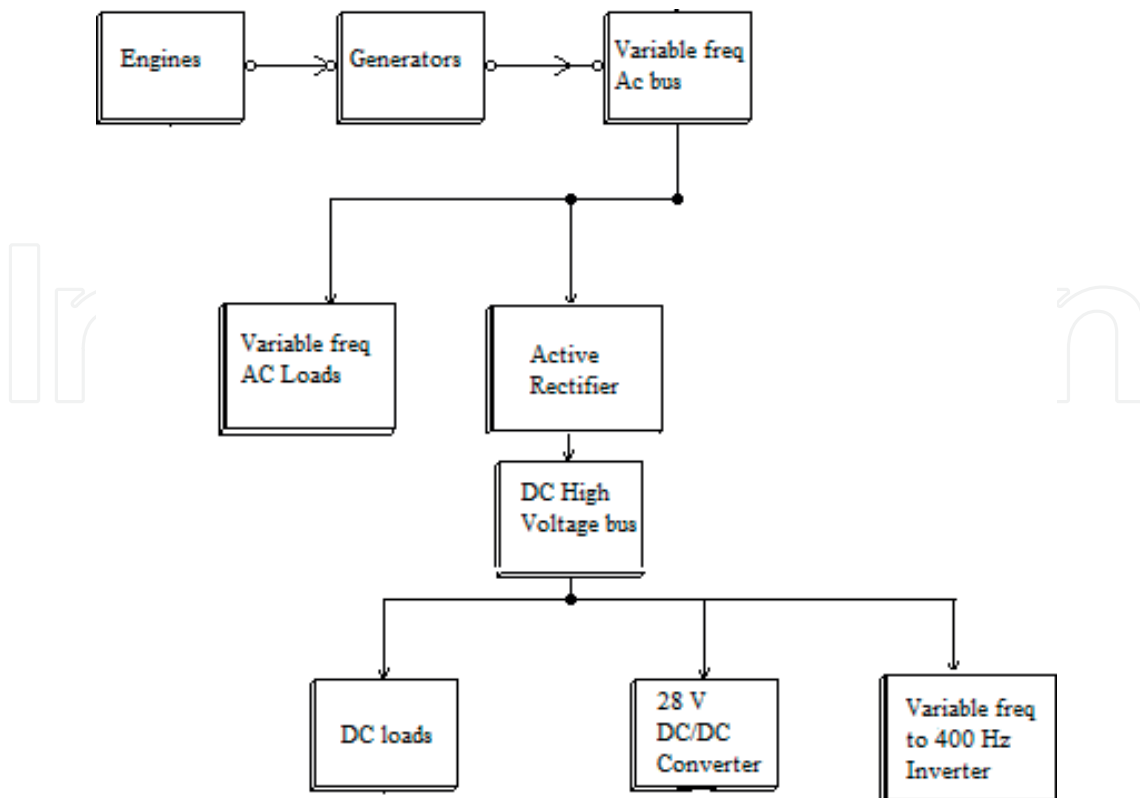 Engines
Generators
Variable freq
Ac bus
Variable freq
AC Loads
Active
Rectifier
DC High
Voltage bus
DC loads
28 V
DC/DC
Converter
Variable freq
to 400 Hz
Inverter